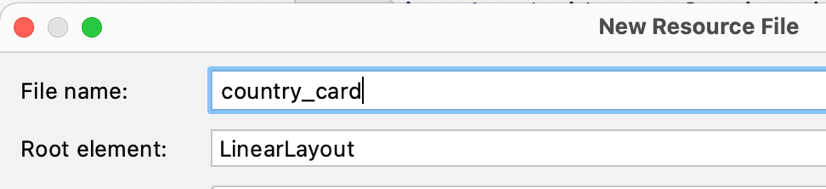 New Resource File
File name: country_card
Root element: LinearLayout